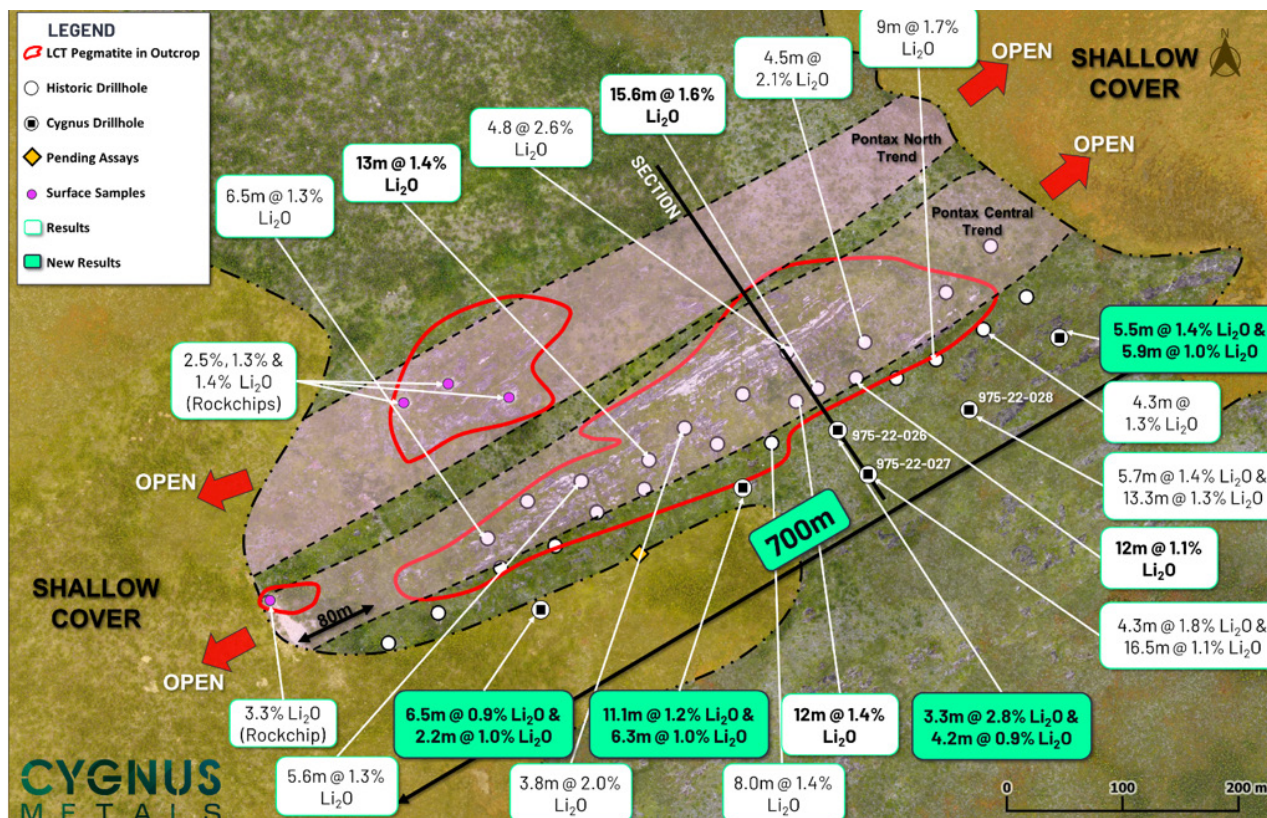 LEGEND
LCT Pegmatite in Outcrop
Historic Drillhole
Cygnus Drillhole
Pending Assays
Surface Samples
Results
New Results
9m @ 1.7%
Li₂O
4.5m @
2.1% Li₂O
15.6m @ 1.6%
Li₂O
4.8 @ 2.6%
Li₂O
13m @ 1.4%
Li₂O
6.5m @ 1.3%
Li₂O
OPEN
SHALLOW
COVER
N
OPEN
Pontax North
Trend
Pontax Central
Trend
SECTION
2.5%, 1.3% &
1.4% Li₂O
(Rockchips)
5.5m @ 1.4% Li₂O &
5.9m @ 1.0% Li₂O
975-22-028
4.3m @
1.3% Li₂O
975-22-026
975-22-027
5.7m @ 1.4% Li₂O &
13.3m @ 1.3% Li₂O
OPEN
700m
12m @ 1.1%
Li₂O
SHALLOW
COVER
80m
4.3m @ 1.8% Li₂O &
16.5m @ 1.1% Li₂O
OPEN
3.3% Li₂O
(Rockchip)
6.5m @ 0.9% Li₂O &
2.2m @ 1.0% Li₂O
11.1m @ 1.2% Li₂O &
6.3m @ 1.0% Li₂O
12m @ 1.4%
Li₂O
3.3m @ 2.8% Li₂O &
4.2m @ 0.9% Li₂O
5.6m @ 1.3%
Li₂O
3.8m @ 2.0%
Li₂O
8.0m @ 1.4%
Li₂O
CYGNUS
METALS
0 100 200 m